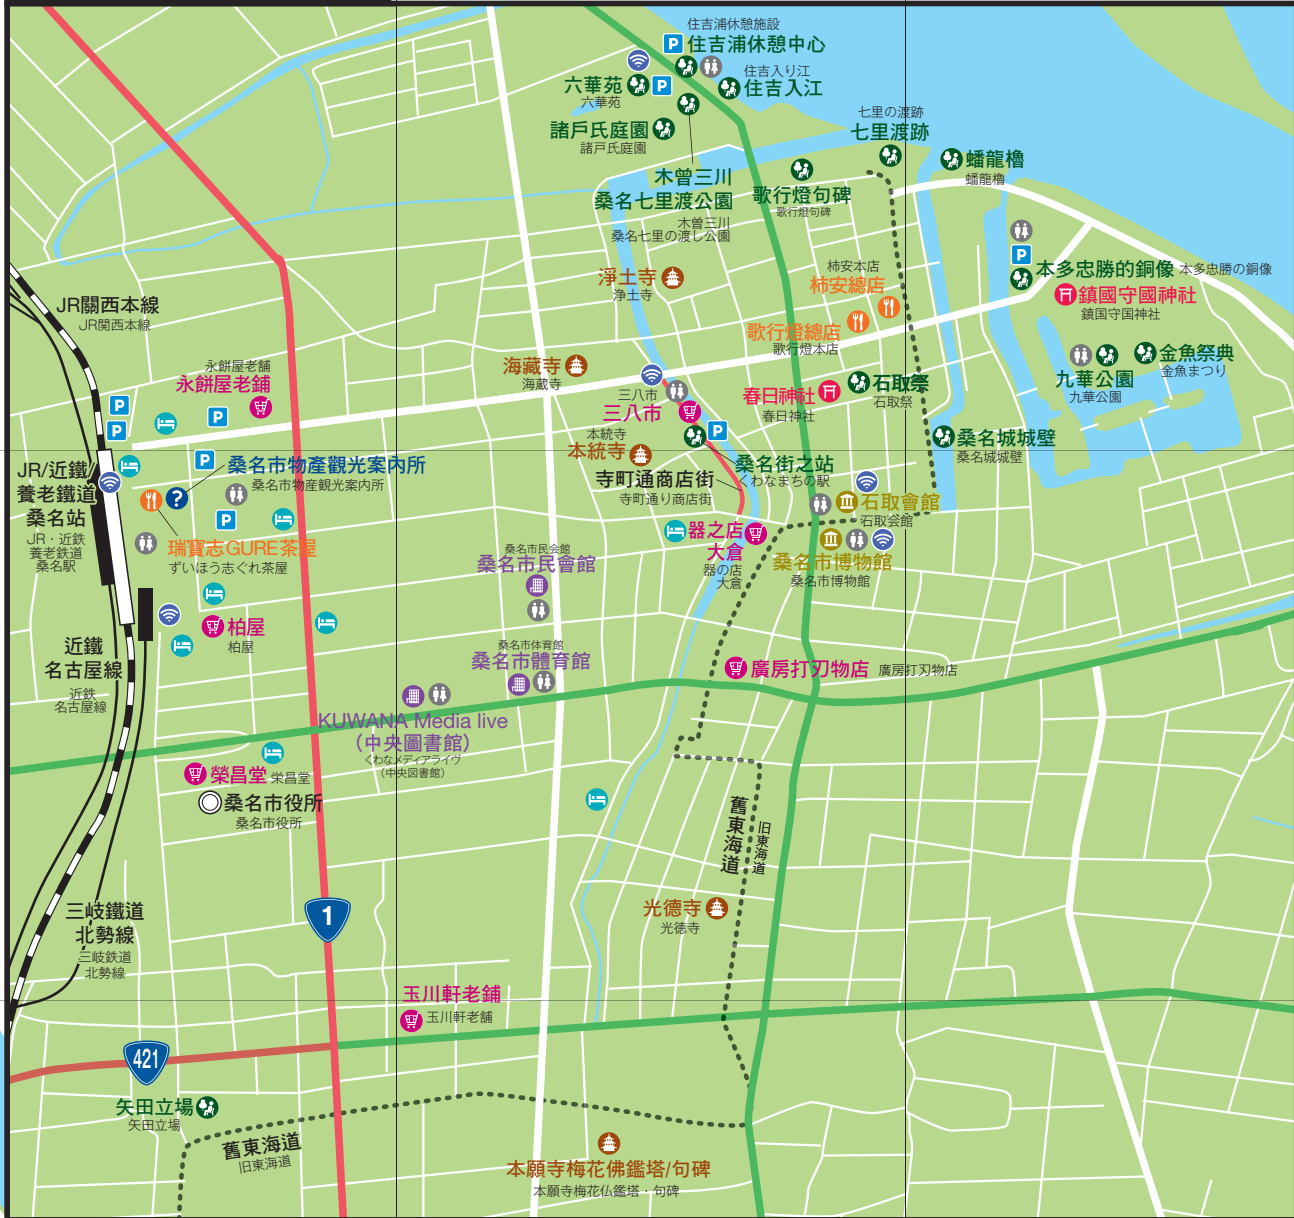 住吉浦休憩施設
P 住吉浦休憩中心
住吉入り江
住吉入江
六華苑 P
六華苑
諸戶氏庭園
諸戸氏庭園
七里の渡跡
七里渡跡
蟠龍櫓
蟠龍櫓
木曾三川
桑名七里渡公園
木曽三川
桑名七里の渡し公園
歌行燈句碑
歌行燈句碑
P
本多忠勝的銅像 本多忠勝の銅像
鎮國守國神社
鎮国守国神社
淨土寺
浄土寺
柿安本店
柿安總店
歌行燈總店
歌行燈本店
JR關西本線
JR関西本線
金魚祭典
金魚まつり
九華公園
九華公園
永餅屋老舗
永餅屋老鋪
海藏寺
海蔵寺
三八市
三八市
春日神社
春日神社
石取祭
石取祭
P
P
P
P
P
本統寺
本統寺
桑名城城壁
桑名城城壁
桑名街之站
くわなまちの駅
JR/近鐵/
養老鐵道
桑名站
JR・近鉄
養老鉄道
桑名駅
桑名市物產觀光案內所
桑名市物産観光案内所
?
P
寺町通商店街
寺町通り商店街
石取會館
石取会館
瑞寶志GURE茶屋
ずいほう志ぐれ茶屋
器之店
大倉
器の店
大倉
桑名市博物館
桑名市博物館
桑名市民会館
桑名市民會館
柏屋
柏屋
近鐵
名古屋線
近鉄
名古屋線
桑名市体育館
桑名市體育館
廣房打刃物店 廣房打刃物店
KUWANA Media live
（中央圖書館）
くわなメディアライヴ
（中央図書館）
榮昌堂 栄昌堂
桑名市役所
桑名市役所
舊東海道
旧東海道
三岐鐵道
北勢線
三岐鉄道
北勢線
1
光德寺
光徳寺
玉川軒老鋪
玉川軒老舗
421
矢田立場
矢田立場
舊東海道
旧東海道
本願寺梅花佛鑑塔/句碑
本願寺梅花仏鑑塔・句碑